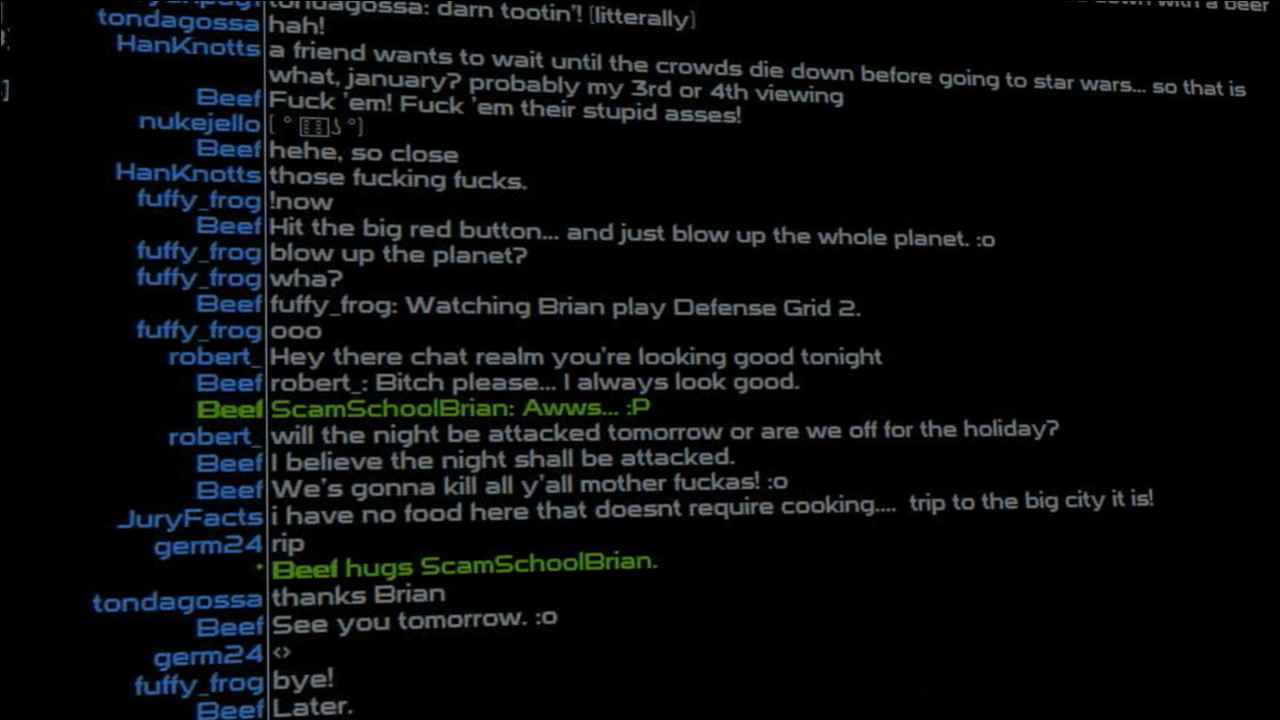 tondagossa: darn tootin'! [litterally]
down with a beer
tondagossa hah!
HanKnotts a friend wants to wait until the crowds die down before going to star wars... so that is
what, january? probably my 3rd or 4th viewing
Beef Fuck 'em! Fuck 'em their stupid asses!
nukejello
Beef hehe, so close
HanKnotts those fucking fucks.
fuffy_frog !now
Beef Hit the big red button... and just blow up the whole planet. :o
fuffy_frog blow up the planet?
fuffy_frog wha?
Beef fuffy_frog: Watching Brian play Defense Grid 2.
fuffy_frog ooo
robert_ Hey there chat realm you're looking good tonight
Beef robert_: Bitch please... I always look good.
Beef ScamSchoolBrian: Awws... :P
robert_ will the night be attacked tomorrow or are we off for the holiday?
Beef I believe the night shall be attacked.
Beef We's gonna kill all y'all mother fuckas! :o
JuryFacts i have no food here that doesnt require cooking.... trip to the big city it is!
germ24 rip
* Beef hugs ScamSchoolBrian.
tondagossa thanks Brian
Beef See you tomorrow. :o
germ24 <>
fuffy_frog bye!
Beef Later.